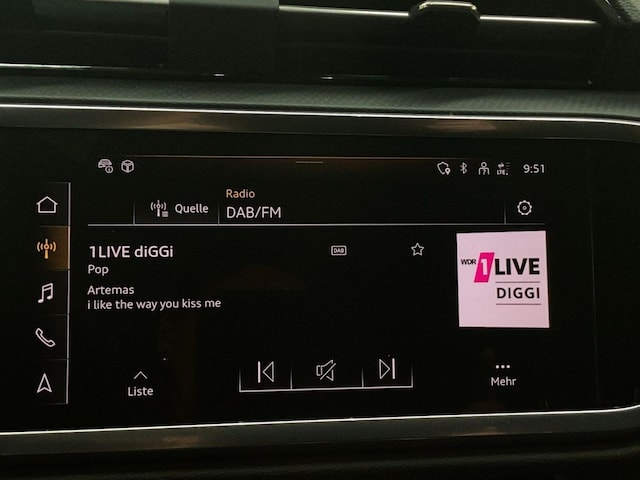 9:51
Radio
Quelle
DAB/FM
1LIVE diGGi
DAB
Pop
Artemas
i like the way you kiss me
WDR 1LIVE
DIGGI
Liste
Mehr